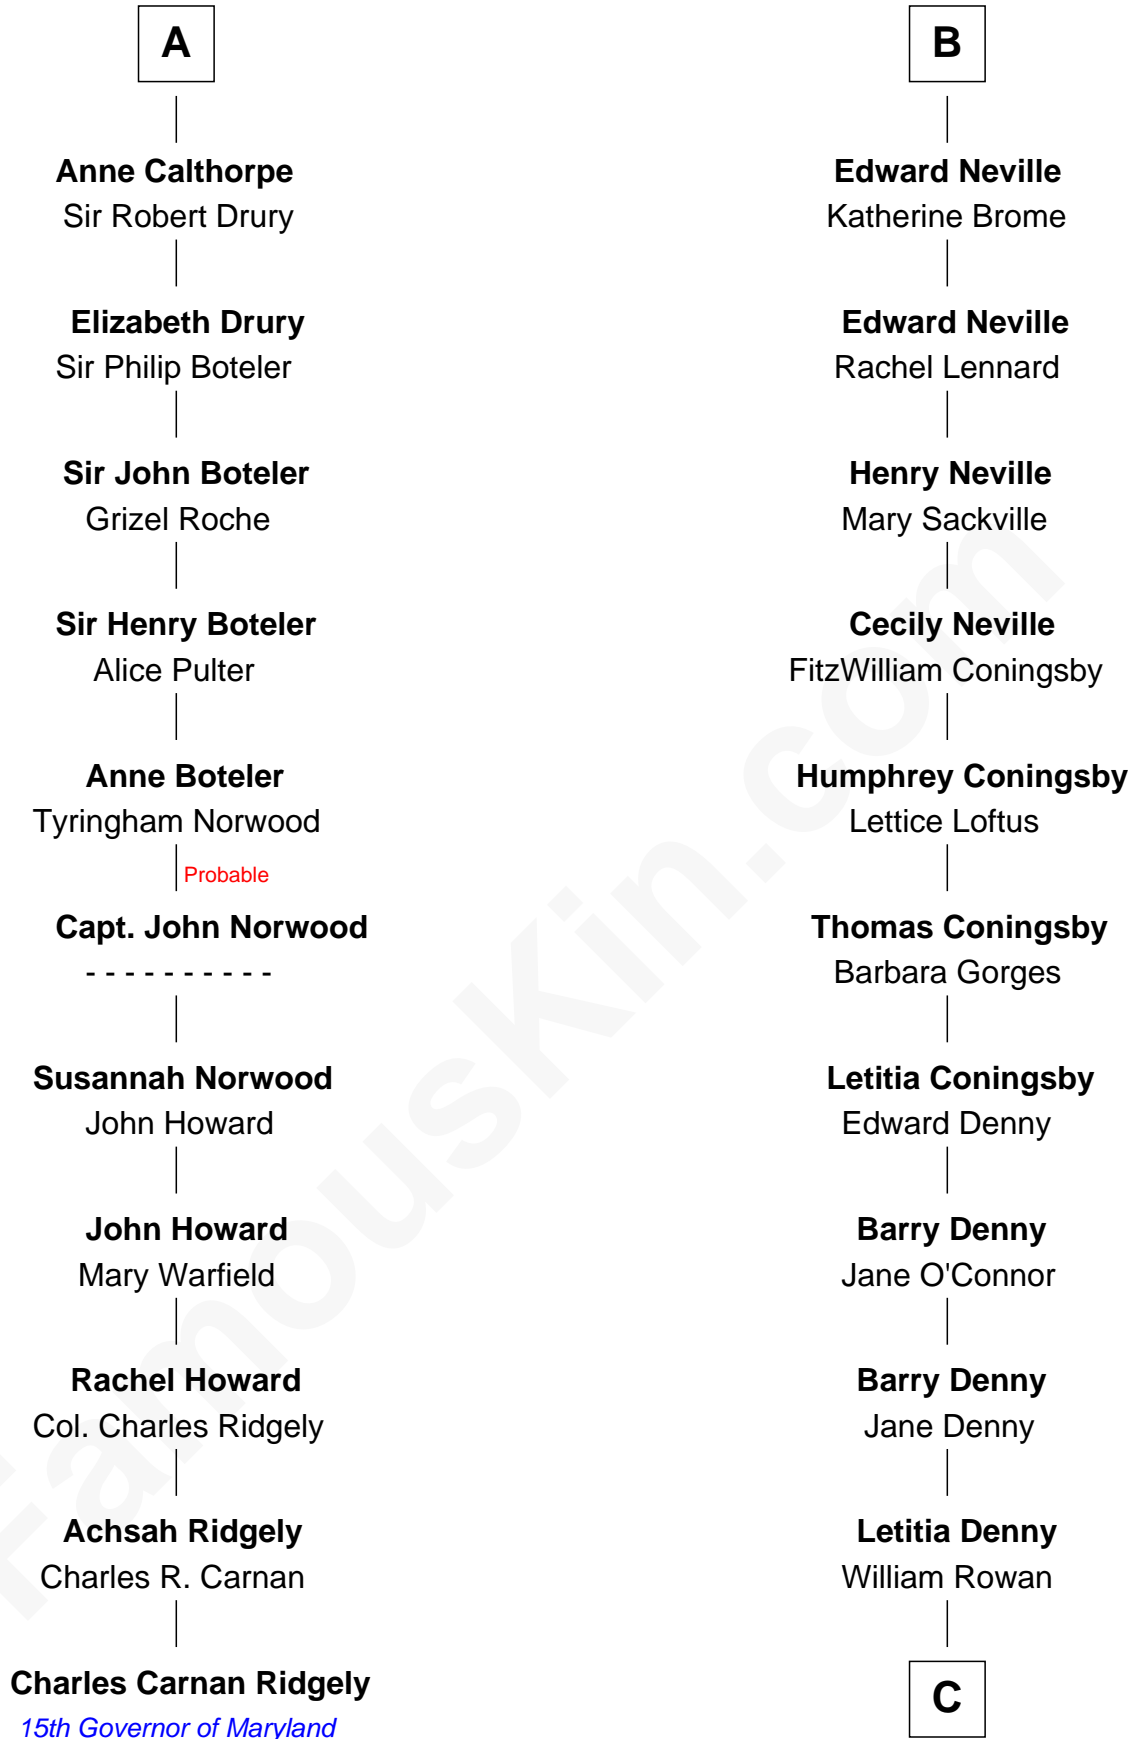 A
Anne Calthorpe
Sir Robert Drury
Elizabeth Drury
Sir Philip Boteler
Sir John Boteler
Grizel Roche
Sir Henry Boteler
Alice Pulter
Anne Boteler
Tyringham Norwood
Probable
Capt. John Norwood
- - - - - - - - - -
Susannah Norwood
John Howard
John Howard
Mary Warfield
Rachel Howard
Col. Charles Ridgely
Achsah Ridgely
Charles R. Carnan
Charles Carnan Ridgely
15th Governor of Maryland
B
Edward Neville
Katherine Brome
Edward Neville
Rachel Lennard
Henry Neville
Mary Sackville
Cecily Neville
FitzWilliam Coningsby
Humphrey Coningsby
Lettice Loftus
Thomas Coningsby
Barbara Gorges
Letitia Coningsby
Edward Denny
Barry Denny
Jane O'Connor
Barry Denny
Jane Denny
Letitia Denny
William Rowan
C
FamousKin.com